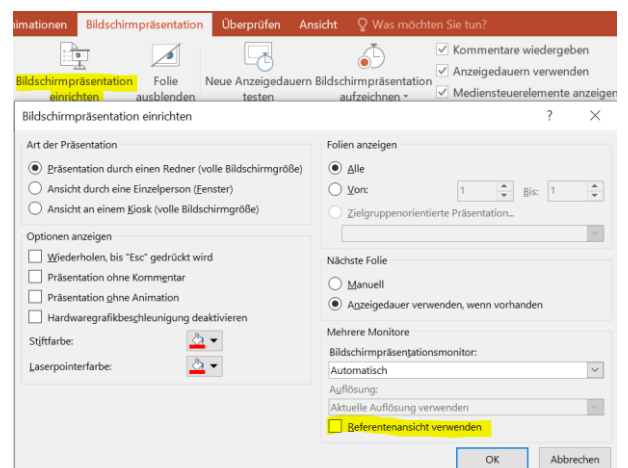 nimationen Bildschirmpräsentation Überprüfen Ansicht Was möchten Sie tun?
Bildschirmpräsentation einrichten
Folie ausblenden
Neue Anzeigedauern testen
Bildschirmpräsentation aufzeichnen
Kommentare wiedergeben
Anzeigedauern verwenden
Mediensteuerelemente anzeigen
Bildschirmpräsentation einrichten ? ×
Art der Präsentation
Präsentation durch einen Redner (volle Bildschirmgröße)
Ansicht durch eine Einzelperson (Fenster)
Ansicht an einem Kiosk (volle Bildschirmgröße)
Optionen anzeigen
Wiederholen, bis "Esc" gedrückt wird
Präsentation ohne Kommentar
Präsentation ohne Animation
Hardwaregrafikbeschleunigung deaktivieren
Stiftfarbe:
Laserpointerfarbe:
Folien anzeigen
Alle
Von: 1 Bis: 1
Zielgruppenorientierte Präsentation...
Nächste Folie
Manuell
Anzeigedauer verwenden, wenn vorhanden
Mehrere Monitore
Bildschirmpräsentationsmonitor:
Automatisch
Auflösung:
Aktuelle Auflösung verwenden
Referentenansicht verwenden
OK Abbrechen